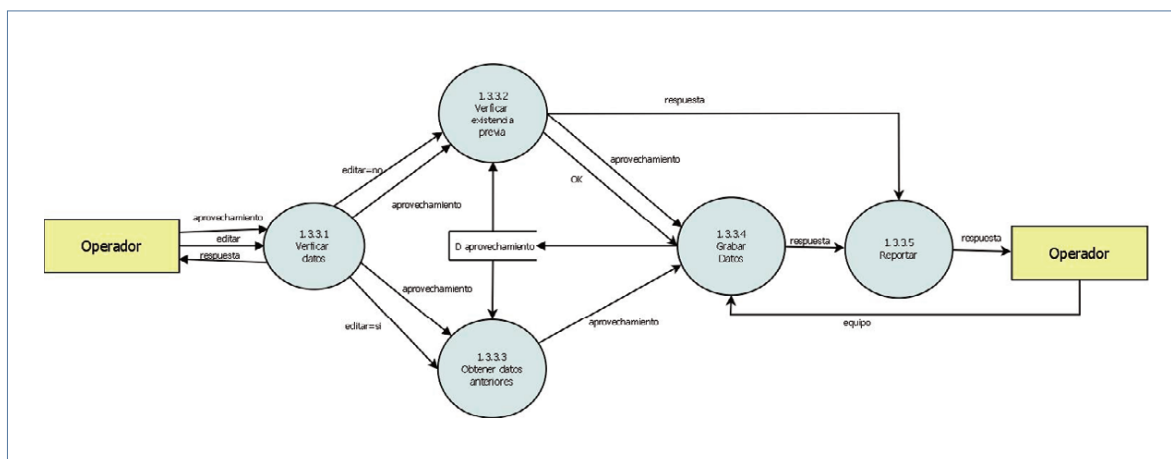 1.3.3.2
Verficar
existencia
previa
respuesta
aprovechamiento
OK
editar=no
aprovechamiento
Operador
aprovechamiento
editar
respuesta
1.3.3.1
Verficar
datos
D aprovechamiento
1.3.3.4
Grabar
Datos
respuesta
1.3.3.5
Reportar
respuesta
Operador
aprovechamiento
editar=si
aprovechamiento
equipo
1.3.3.3
Obtener datos
anteriores